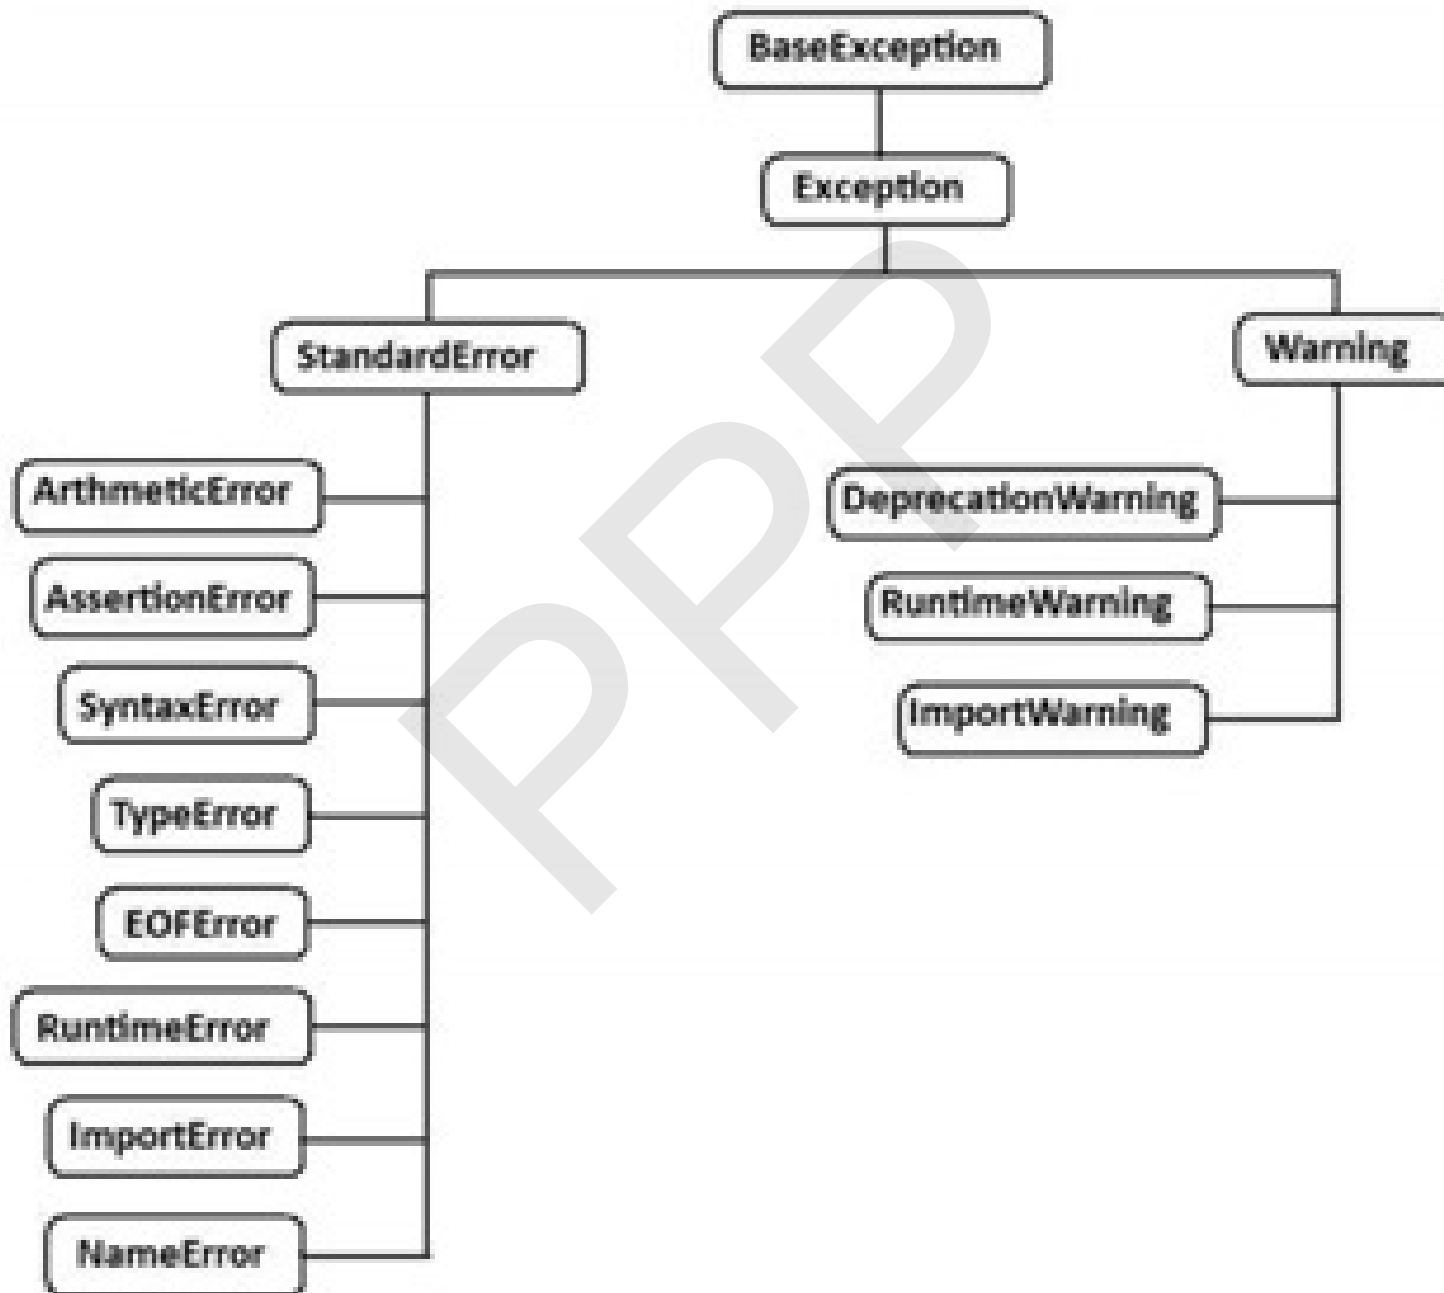 BaseException
Exception
StandardError
Warning
ArthmeticError
DeprecationWarning
AssertionError
RuntimeWarning
SyntaxError
ImportWarning
TypeError
EOFError
RuntimeError
ImportError
NameError
PPP